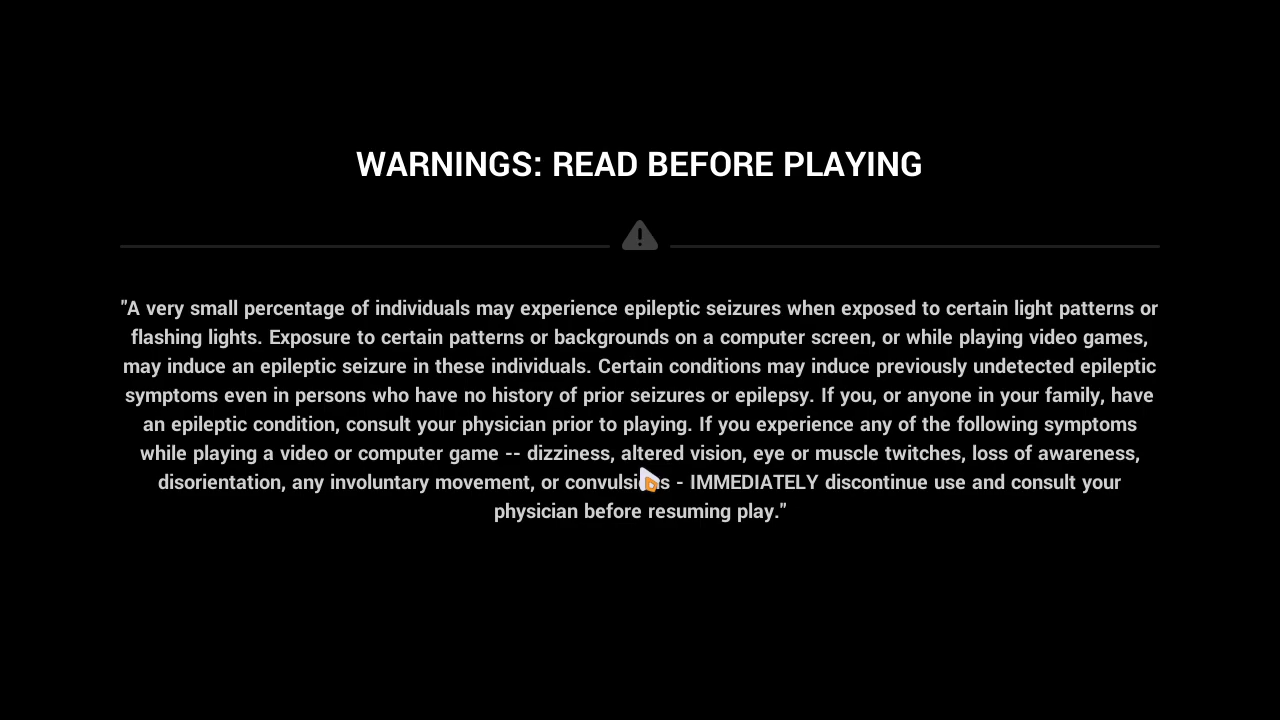 WARNINGS: READ BEFORE PLAYING
"A very small percentage of individuals may experience epileptic seizures when exposed to certain light patterns or
flashing lights. Exposure to certain patterns or backgrounds on a computer screen, or while playing video games,
may induce an epileptic seizure in these individuals. Certain conditions may induce previously undetected epileptic
symptoms even in persons who have no history of prior seizures or epilepsy. If you, or anyone in your family, have
an epileptic condition, consult your physician prior to playing. If you experience any of the following symptoms
while playing a video or computer game -- dizziness, altered vision, eye or muscle twitches, loss of awareness,
disorientation, any involuntary movement, or convulsions - IMMEDIATELY discontinue use and consult your
physician before resuming play."